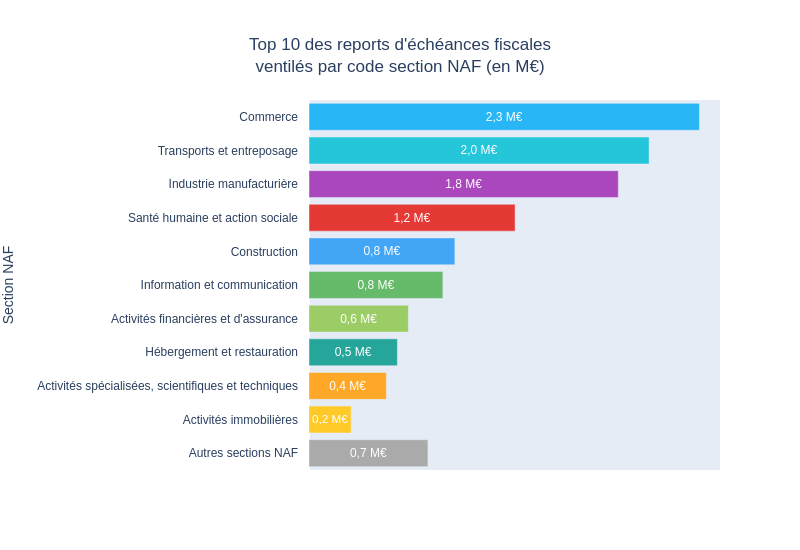 Top 10 des reports d'échéances fiscales
ventilés par code section NAF (en M€)
Section NAF
Commerce 2,3 M€
Transports et entreposage 2,0 M€
Industrie manufacturière 1,8 M€
Santé humaine et action sociale 1,2 M€
Construction 0,8 M€
Information et communication 0,8 M€
Activités financières et d'assurance 0,6 M€
Hébergement et restauration 0,5 M€
Activités spécialisées, scientifiques et techniques 0,4 M€
Activités immobilières 0,2 M€
Autres sections NAF 0,7 M€